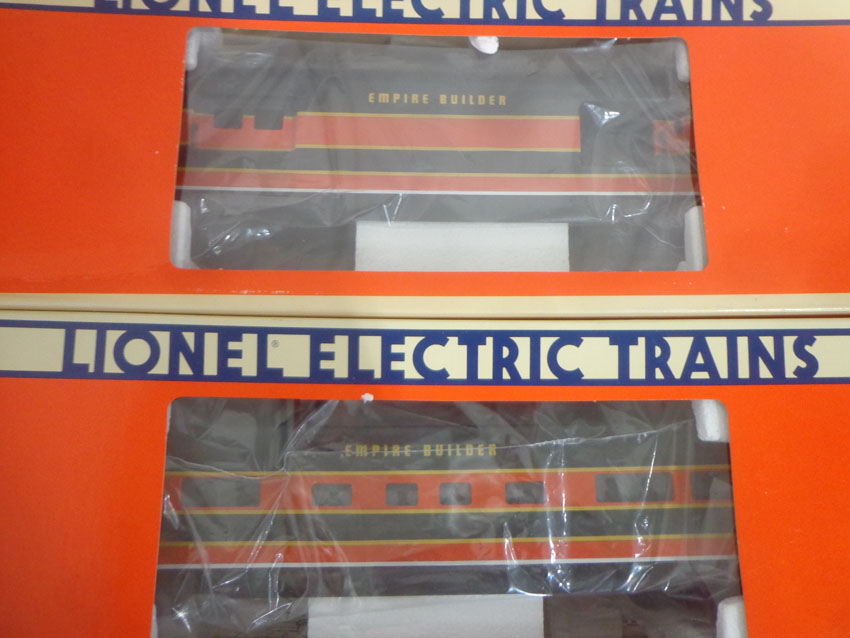 LIONEL ELECTRIC TRAINS
EMPIRE BUILDER
LIONEL® ELECTRIC TRAINS
EMPIRE BUILDER